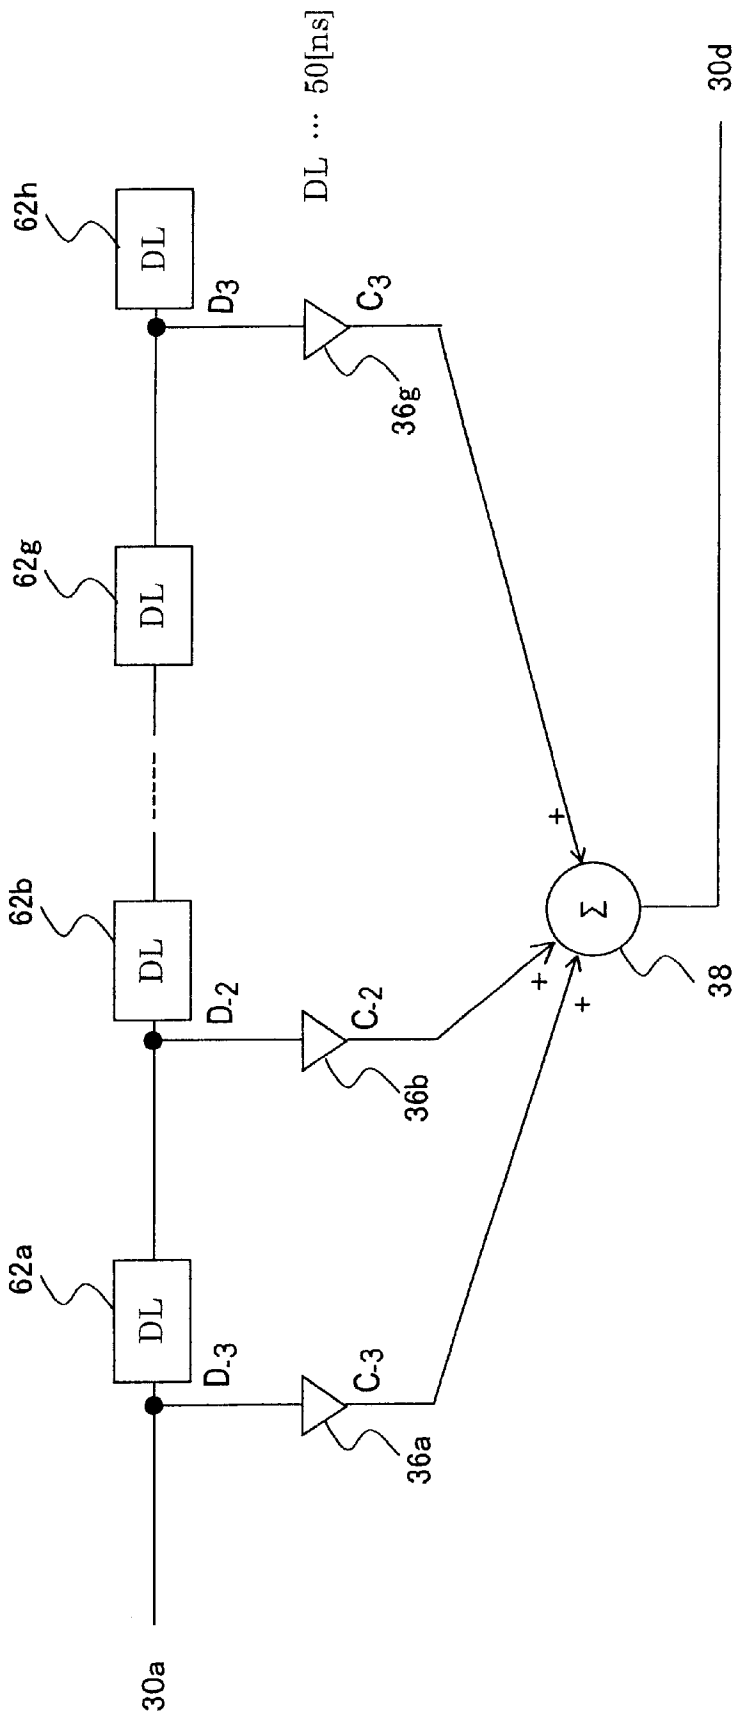 62a
62b
62g
62h
DL
DL
DL
DL
30a
D-3
D-2
D3
C-3
C-2
C3
DL ··· 50[ns]
36a
36b
36g
+
+
+
Σ
38
30d